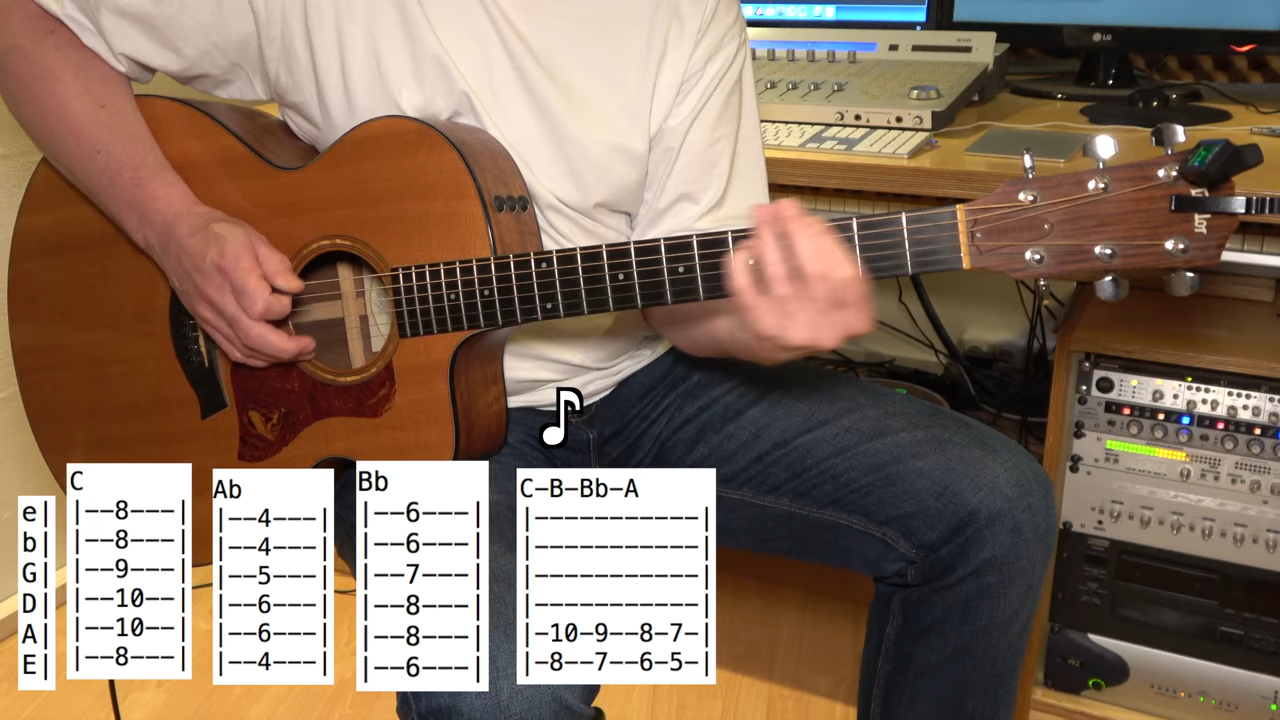 C
Ab
Bb
C-B-Bb-A
e| |--8---| |--4---| |--6---| |-----------|
b| |--8---| |--4---| |--6---| |-----------|
G| |--9---| |--5---| |--7---| |-----------|
D| |--10--| |--6---| |--8---| |-----------|
A| |--10--| |--6---| |--8---| |-10-9--8-7-|
E| |--8---| |--4---| |--6---| |-8--7--6-5-|
LG
192